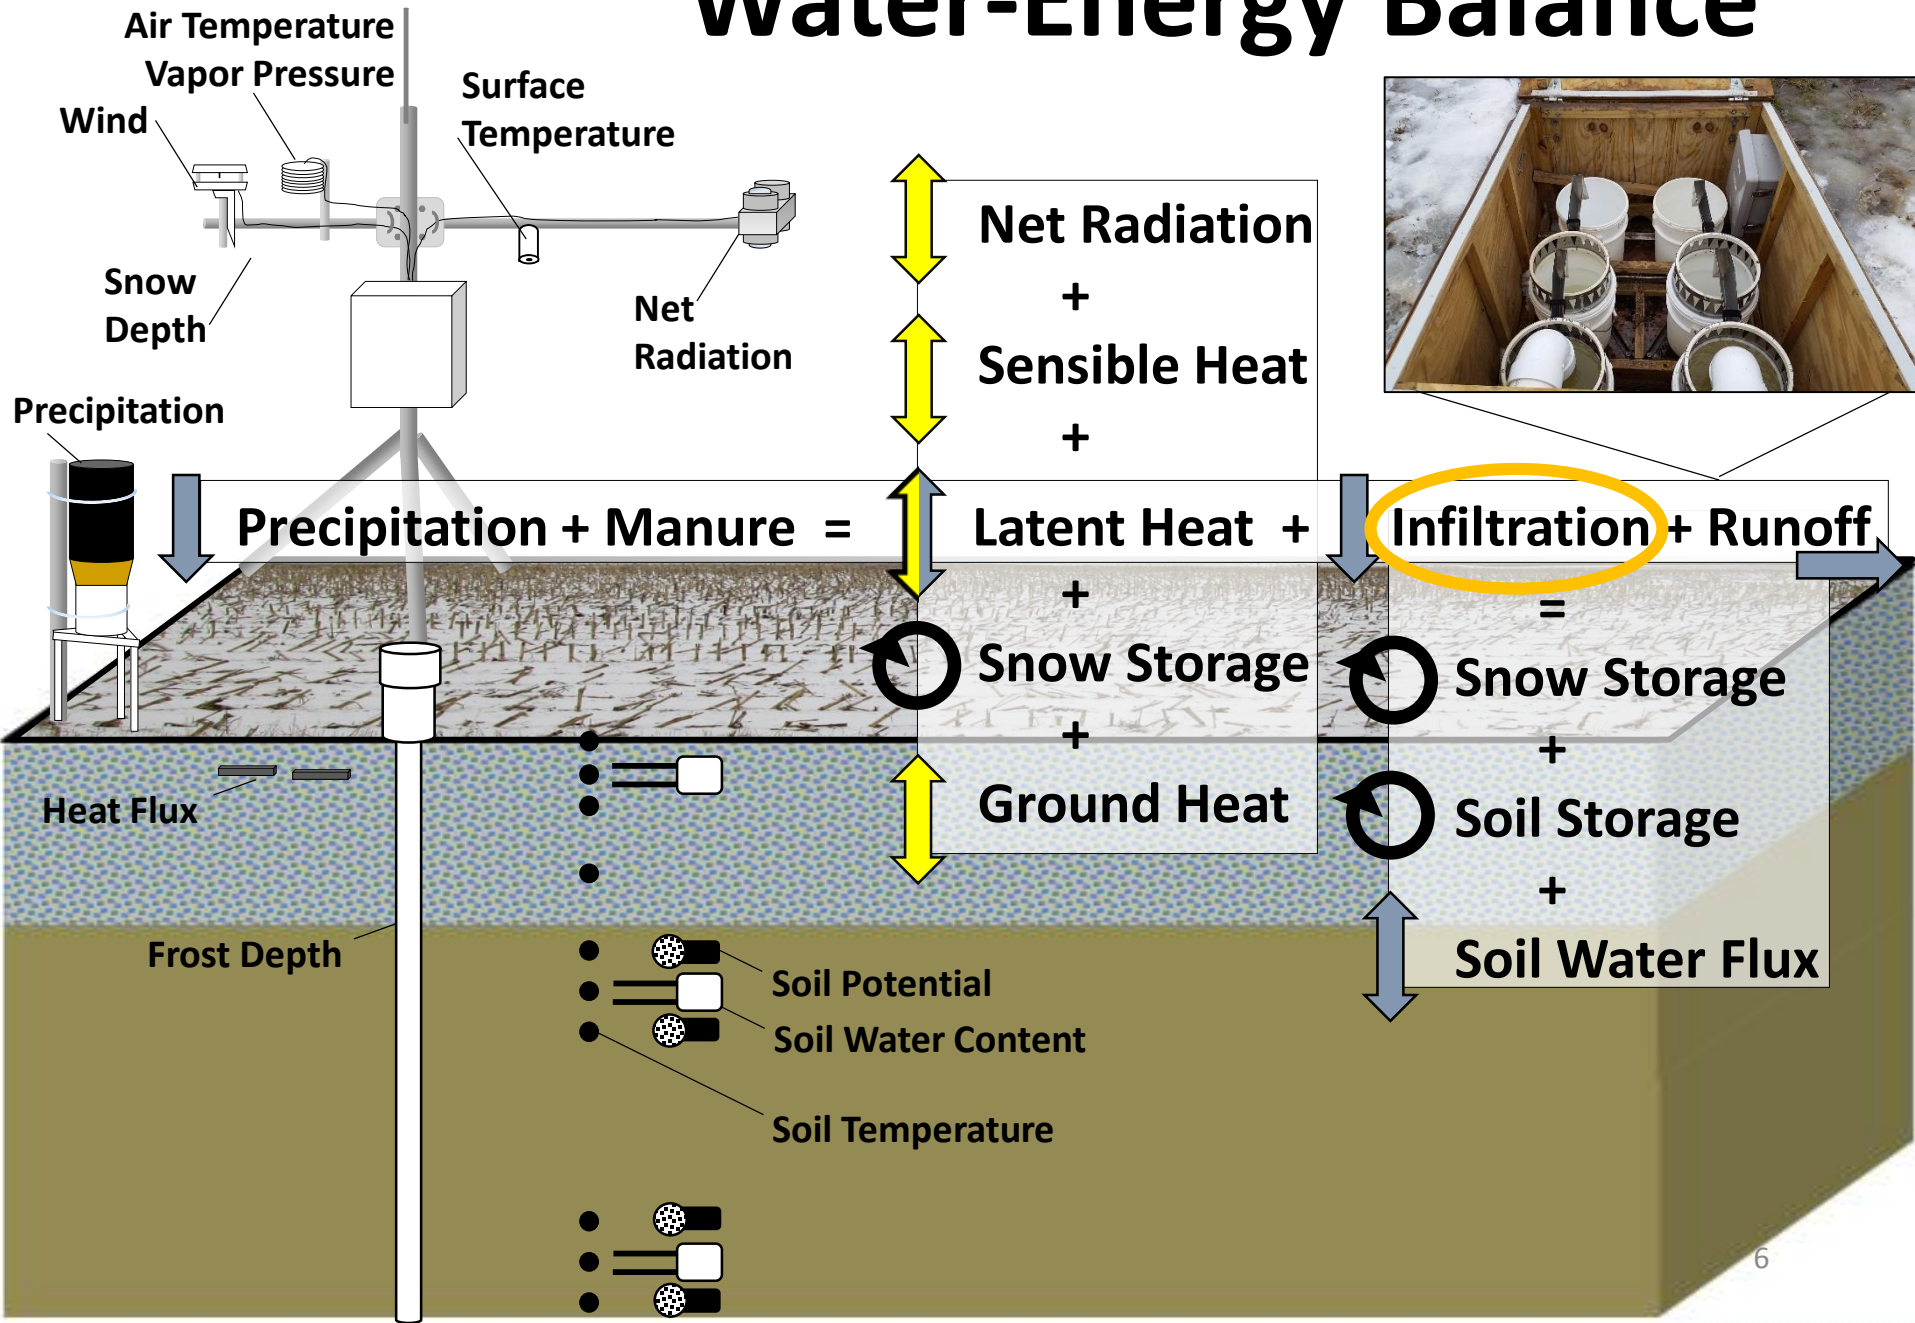 Water-Energy Balance
Air Temperature
Vapor Pressure
Wind
Surface
Temperature
Snow
Depth
Net
Radiation
Precipitation
Net Radiation
+
Sensible Heat
+
Precipitation + Manure = Latent Heat + Infiltration + Runoff
+
Snow Storage
+
Ground Heat
=
Snow Storage
+
Soil Storage
+
Soil Water Flux
Heat Flux
Frost Depth
Soil Potential
Soil Water Content
Soil Temperature
6